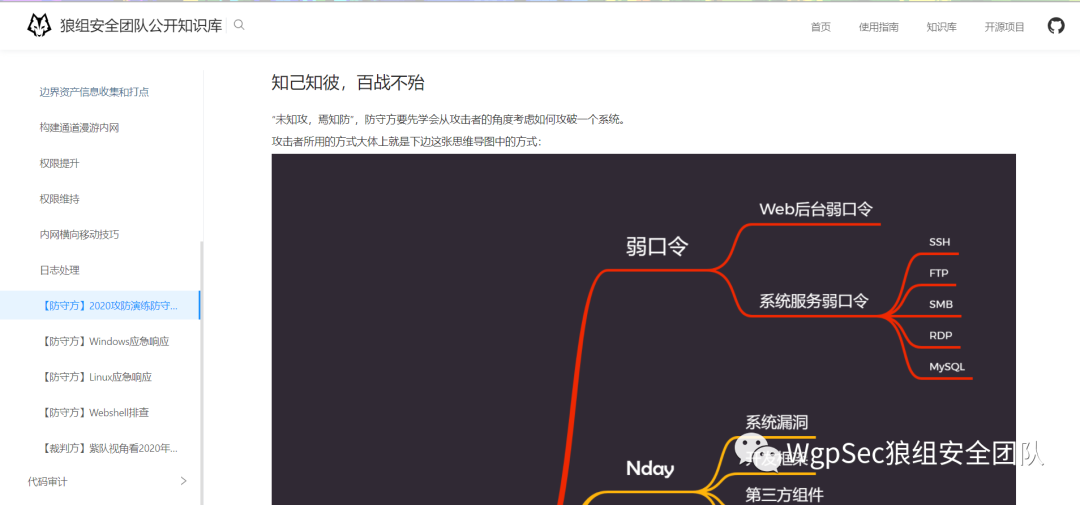 狼组安全团队公开知识库
首页
使用指南
知识库
开源项目
边界资产信息收集和打点
构建通道漫游内网
权限提升
权限维持
内网横向移动技巧
日志处理
【防守方】2020攻防演练防守...
【防守方】Windows应急响应
【防守方】Linux应急响应
【防守方】Webshell排查
【裁判方】紫队视角看2020年...
代码审计
知己知彼，百战不殆
“未知攻，焉知防”，防守方要先学会从攻击者的角度考虑如何攻破一个系统。
攻击者所用的方式大体上就是下边这张思维导图中的方式：
弱口令
Web后台弱口令
系统服务弱口令
SSH
FTP
SMB
RDP
MySQL
Nday
系统漏洞
开发框架
第三方组件
WgpSec狼组安全团队